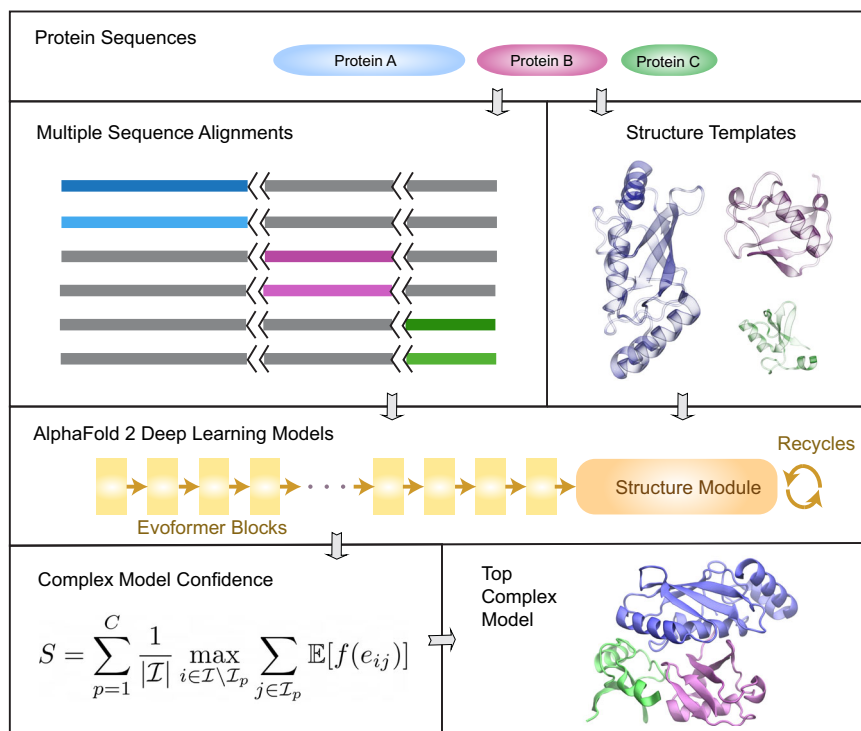 Protein Sequences
Protein A
Protein B
Protein C
Multiple Sequence Alignments
Structure Templates
AlphaFold 2 Deep Learning Models
Recycles
Structure Module
Evoformer Blocks
Complex Model Confidence
S = \sum_{p=1}^{C} \frac{1}{|\mathcal{I}|} \max_{i \in \mathcal{I} \setminus \mathcal{I}_p} \sum_{j \in \mathcal{I}_p} \mathbb{E}[f(e_{ij})]
Top
Complex
Model